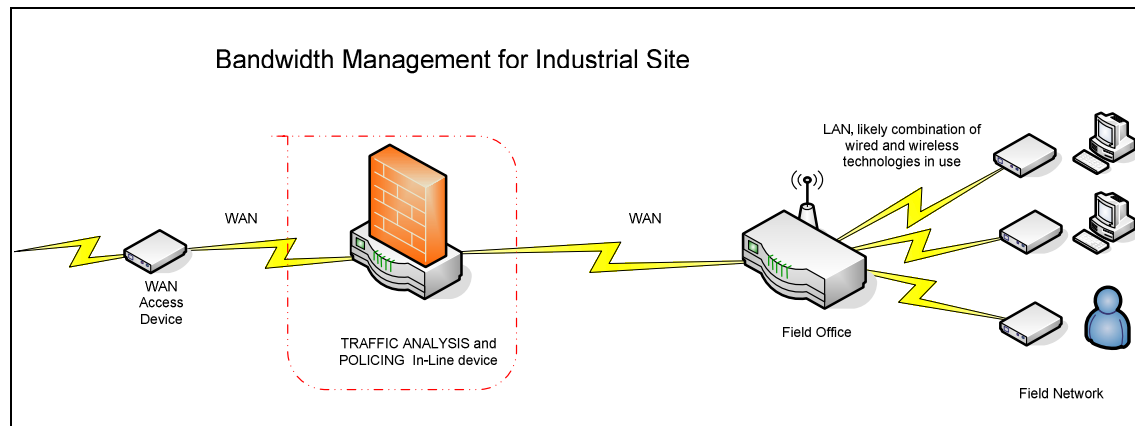 Bandwidth Management for Industrial Site
LAN, likely combination of
wired and wireless
technologies in use
WAN
WAN
WAN
Access
Device
TRAFFIC ANALYSIS and
POLICING In-Line device
Field Office
Field Network